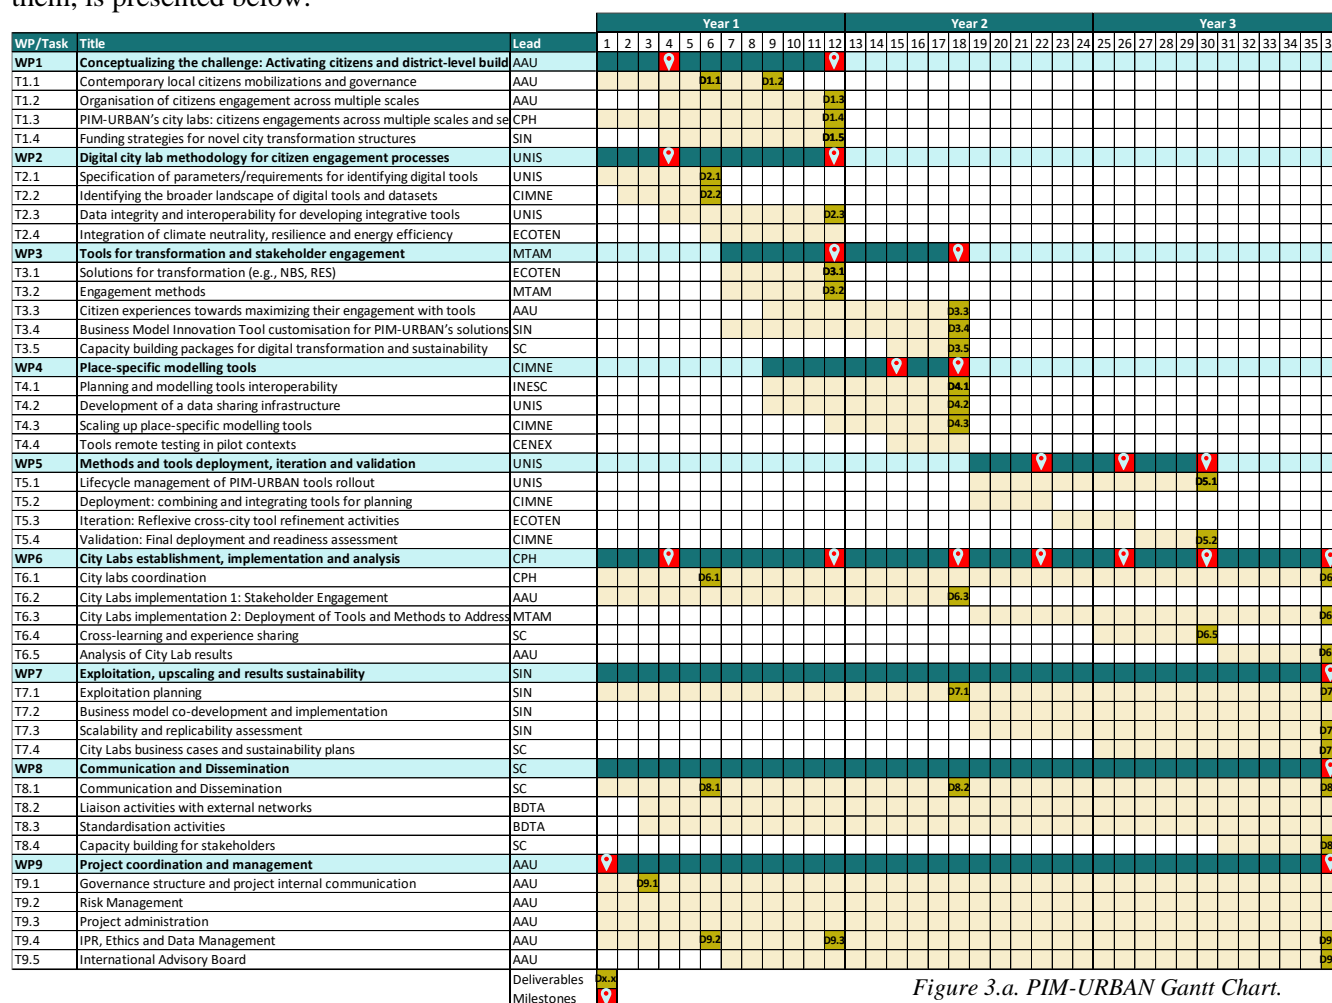 them, is presented below.
Year 1 Year 2 Year 3
WP/Task Title Lead 1 2 3 4 5 6 7 8 9 10 11 12 13 14 15 16 17 18 19 20 21 22 23 24 25 26 27 28 29 30 31 32 33 34 35 3
WP1 Conceptualizing the challenge: Activating citizens and district-level build AAU
T1.1 Contemporary local citizens mobilizations and governance AAU D1.1 D1.2
T1.2 Organisation of citizens engagement across multiple scales AAU D1.3
T1.3 PIM-URBAN's city labs: citizens engagements across multiple scales and se CPH D1.4
T1.4 Funding strategies for novel city transformation structures SIN D1.5
WP2 Digital city lab methodology for citizen engagement processes UNIS
T2.1 Specification of parameters/requirements for identifying digital tools UNIS D2.1
T2.2 Identifying the broader landscape of digital tools and datasets CIMNE D2.2
T2.3 Data integrity and interoperability for developing integrative tools UNIS D2.3
T2.4 Integration of climate neutrality, resilience and energy efficiency ECOTEN
WP3 Tools for transformation and stakeholder engagement MTAM
T3.1 Solutions for transformation (e.g., NBS, RES) ECOTEN D3.1
T3.2 Engagement methods MTAM D3.2
T3.3 Citizen experiences towards maximizing their engagement with tools AAU D3.3
T3.4 Business Model Innovation Tool customisation for PIM-URBAN's solutions SIN D3.4
T3.5 Capacity building packages for digital transformation and sustainability SC D3.5
WP4 Place-specific modelling tools CIMNE
T4.1 Planning and modelling tools interoperability INESC D4.1
T4.2 Development of a data sharing infrastructure UNIS D4.2
T4.3 Scaling up place-specific modelling tools CIMNE D4.3
T4.4 Tools remote testing in pilot contexts CENEX
WP5 Methods and tools deployment, iteration and validation UNIS
T5.1 Lifecycle management of PIM-URBAN tools rollout UNIS D5.1
T5.2 Deployment: combining and integrating tools for planning CIMNE
T5.3 Iteration: Reflexive cross-city tool refinement activities ECOTEN
T5.4 Validation: Final deployment and readiness assessment CIMNE D5.2
WP6 City Labs establishment, implementation and analysis CPH
T6.1 City labs coordination CPH D6.1 D6
T6.2 City Labs implementation 1: Stakeholder Engagement AAU D6.3
T6.3 City Labs implementation 2: Deployment of Tools and Methods to Address MTAM D6
T6.4 Cross-learning and experience sharing SC D6.5
T6.5 Analysis of City Lab results AAU D6
WP7 Exploitation, upscaling and results sustainability SIN
T7.1 Exploitation planning SIN D7.1 D7
T7.2 Business model co-development and implementation SIN
T7.3 Scalability and replicability assessment SIN D7
T7.4 City Labs business cases and sustainability plans SC D7
WP8 Communication and Dissemination SC
T8.1 Communication and Dissemination SC D8.1 D8.2 D8
T8.2 Liaison activities with external networks BDTA
T8.3 Standardisation activities BDTA
T8.4 Capacity building for stakeholders SC D8
WP9 Project coordination and management AAU
T9.1 Governance structure and project internal communication AAU D9.1
T9.2 Risk Management AAU
T9.3 Project administration AAU
T9.4 IPR, Ethics and Data Management AAU D9.2 D9.3 D9
T9.5 International Advisory Board AAU D9
Deliverables Dx.x
Milestones
Figure 3.a. PIM-URBAN Gantt Chart.